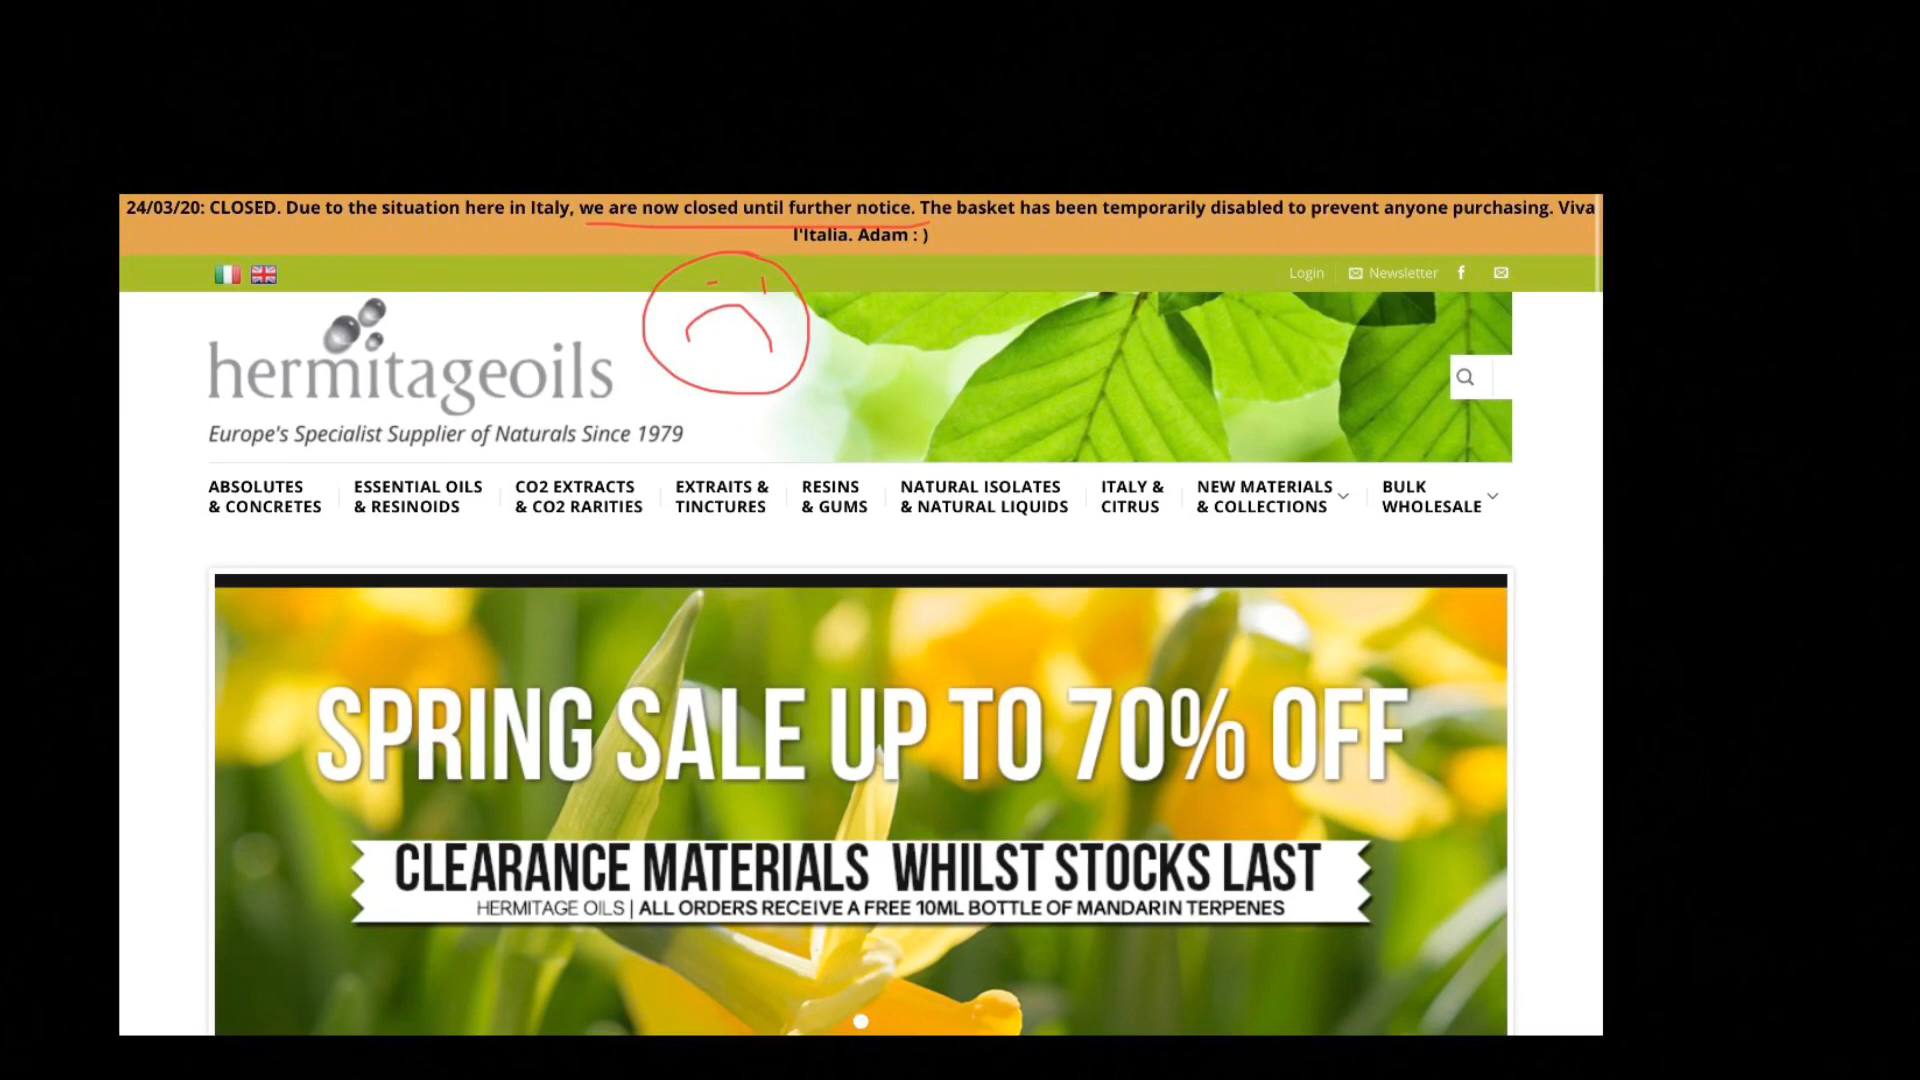 24/03/20: CLOSED. Due to the situation here in Italy, we are now closed until further notice. The basket has been temporarily disabled to prevent anyone purchasing. Viva
l'Italia. Adam : )
Login Newsletter
hermitageoils
Europe's Specialist Supplier of Naturals Since 1979
ABSOLUTES
& CONCRETES
ESSENTIAL OILS
& RESINOIDS
CO2 EXTRACTS
& CO2 RARITIES
EXTRAITS &
TINCTURES
RESINS
& GUMS
NATURAL ISOLATES
& NATURAL LIQUIDS
ITALY &
CITRUS
NEW MATERIALS
& COLLECTIONS
BULK
WHOLESALE
SPRING SALE UP TO 70% OFF
CLEARANCE MATERIALS WHILST STOCKS LAST
HERMITAGE OILS | ALL ORDERS RECEIVE A FREE 10ML BOTTLE OF MANDARIN TERPENES